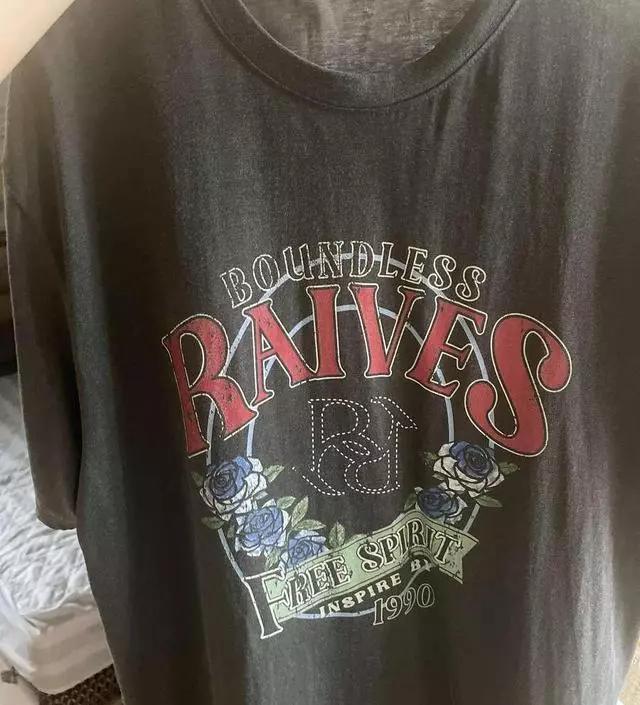 BOUNDLESS
RAIVES
FREE SPIRIT
INSPIRE BY
1990